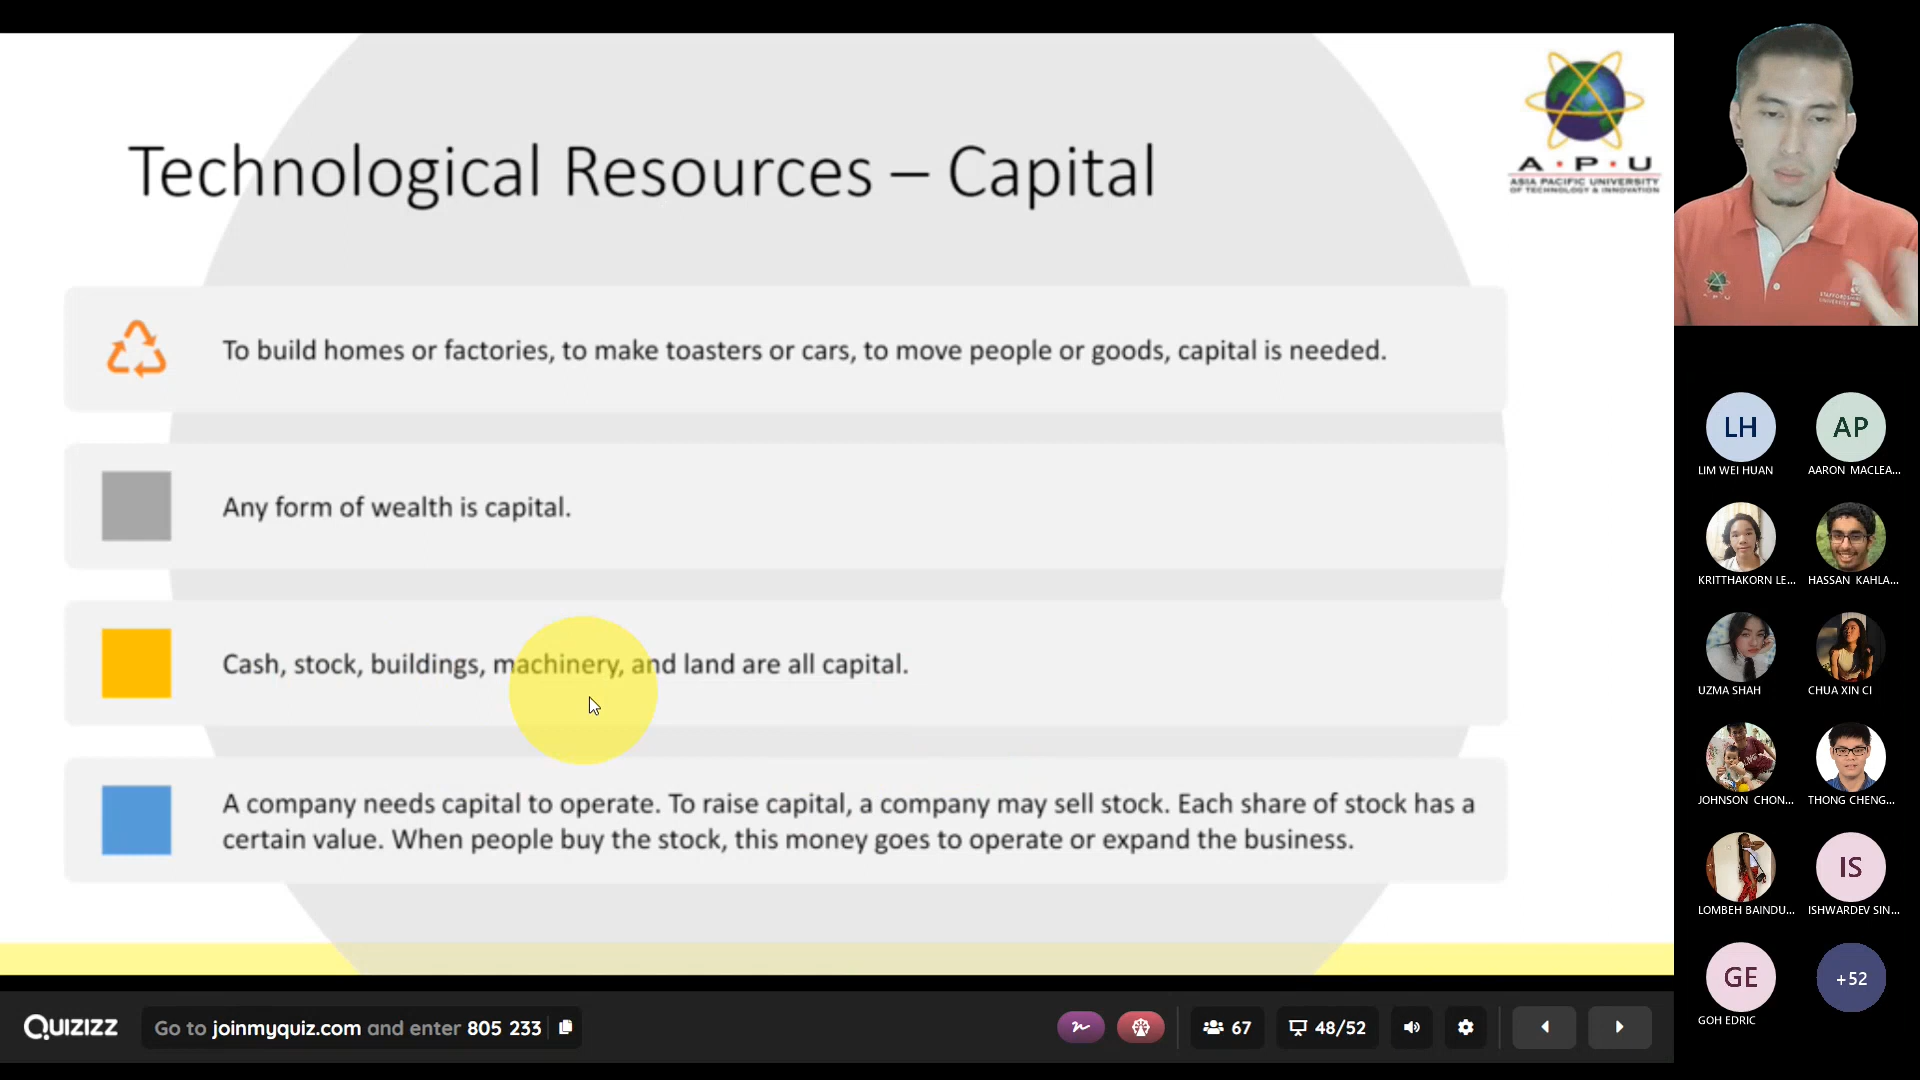 A·P·U
ASIA PACIFIC UNIVERSITY
OF TECHNOLOGY & INNOVATION
Technological Resources – Capital
To build homes or factories, to make toasters or cars, to move people or goods, capital is needed.
Any form of wealth is capital.
Cash, stock, buildings, machinery, and land are all capital.
A company needs capital to operate. To raise capital, a company may sell stock. Each share of stock has a
certain value. When people buy the stock, this money goes to operate or expand the business.
QUIZIZZ
Go to joinmyquiz.com and enter 805 233
67
48/52
A P U
LH
AP
LIM WEI HUAN
AARON MACLEA...
KRITTHAKORN LE...
HASSAN KAHLA...
UZMA SHAH
CHUA XIN CI
JOHNSON CHON...
THONG CHENG...
IS
LOMBEH BAINDU...
ISHWARDEV SIN...
GE
+52
GOH EDRIC